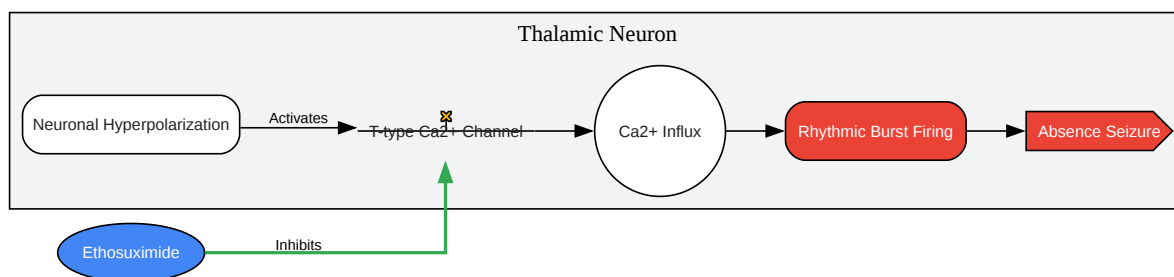 Thalamic Neuron
Neuronal Hyperpolarization
Activates
T-type Ca2+ Channel
Ca2+ Influx
Rhythmic Burst Firing
Absence Seizure
Ethosuximide
Inhibits